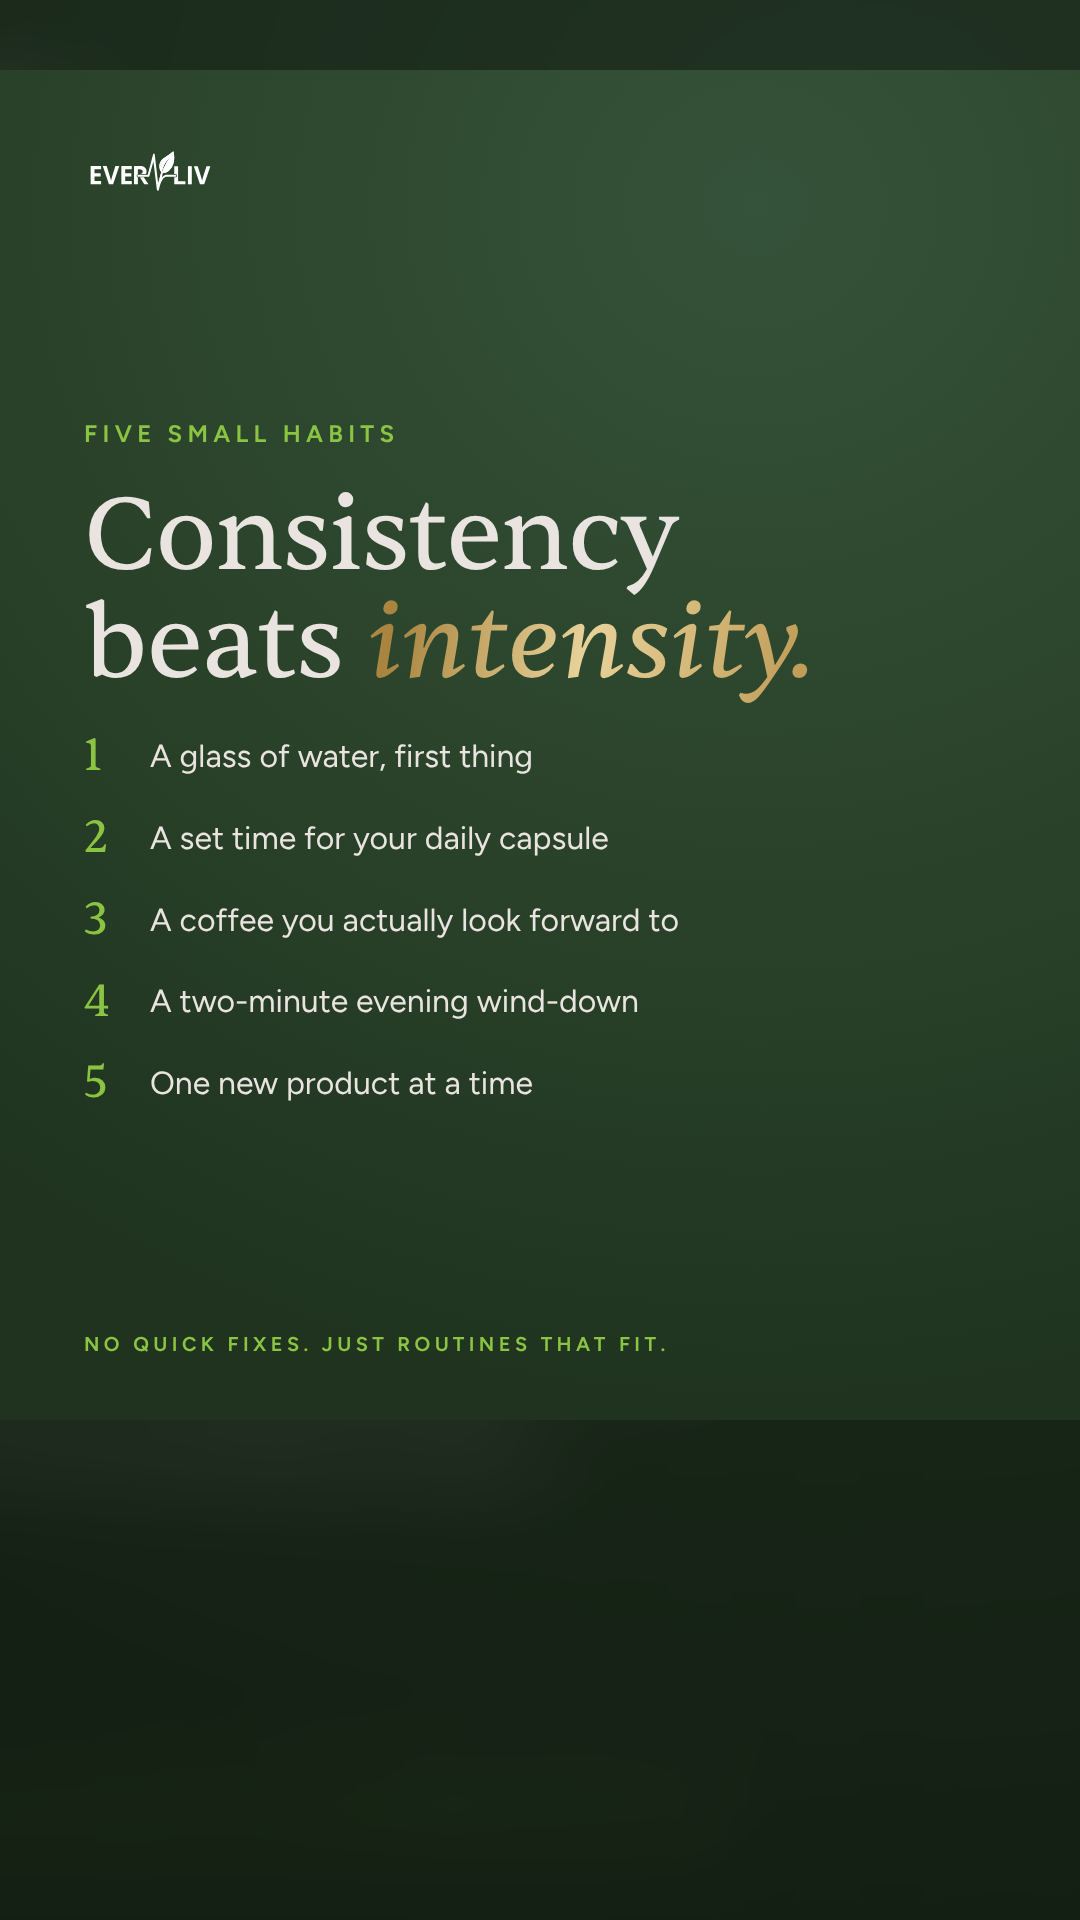 EVERLIV
FIVE SMALL HABITS
Consistency
beats intensity.
1 A glass of water, first thing
2 A set time for your daily capsule
3 A coffee you actually look forward to
4 A two-minute evening wind-down
5 One new product at a time
NO QUICK FIXES. JUST ROUTINES THAT FIT.